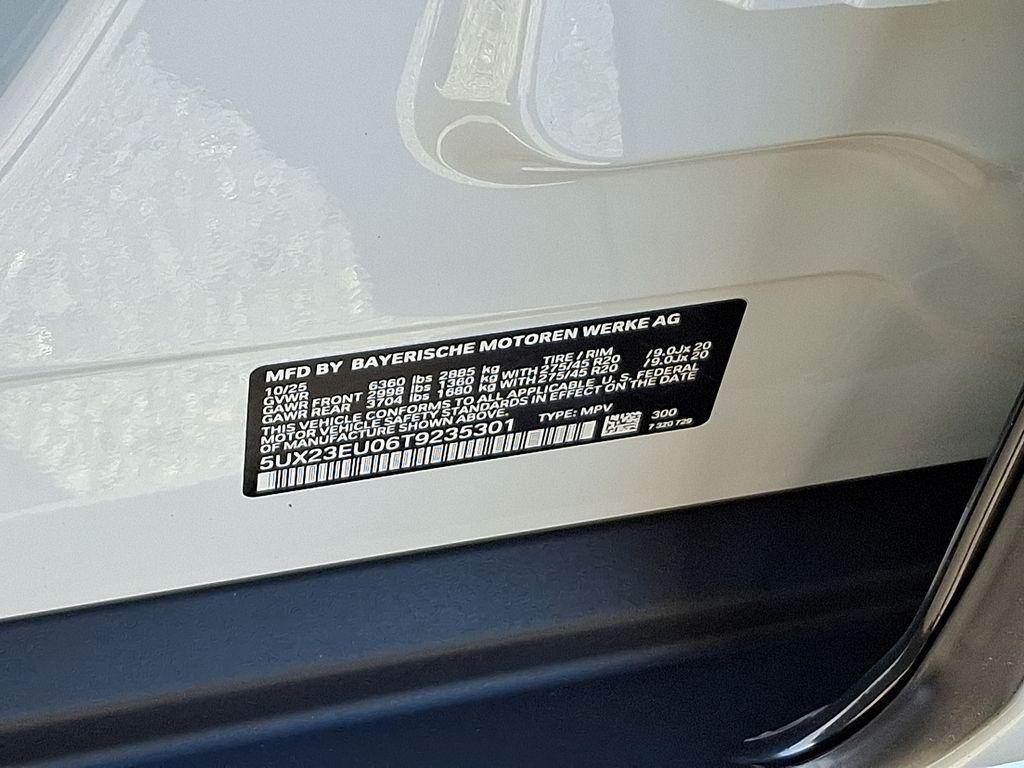 MFD BY BAYERISCHE MOTOREN WERKE AG
10/25 TIRE / RIM
GVWR 6360 lbs 2885 kg
GAWR FRONT 2998 lbs 1360 kg WITH 275/45 R20 / 9.0Jx 20
GAWR REAR 3704 lbs 1680 kg WITH 275/45 R20 / 9.0Jx 20
THIS VEHICLE CONFORMS TO ALL APPLICABLE U. S. FEDERAL
MOTOR VEHICLE SAFETY STANDARDS IN EFFECT ON THE DATE
OF MANUFACTURE SHOWN ABOVE.
5UX23EU06T9235301 TYPE: MPV 300
7 320 729